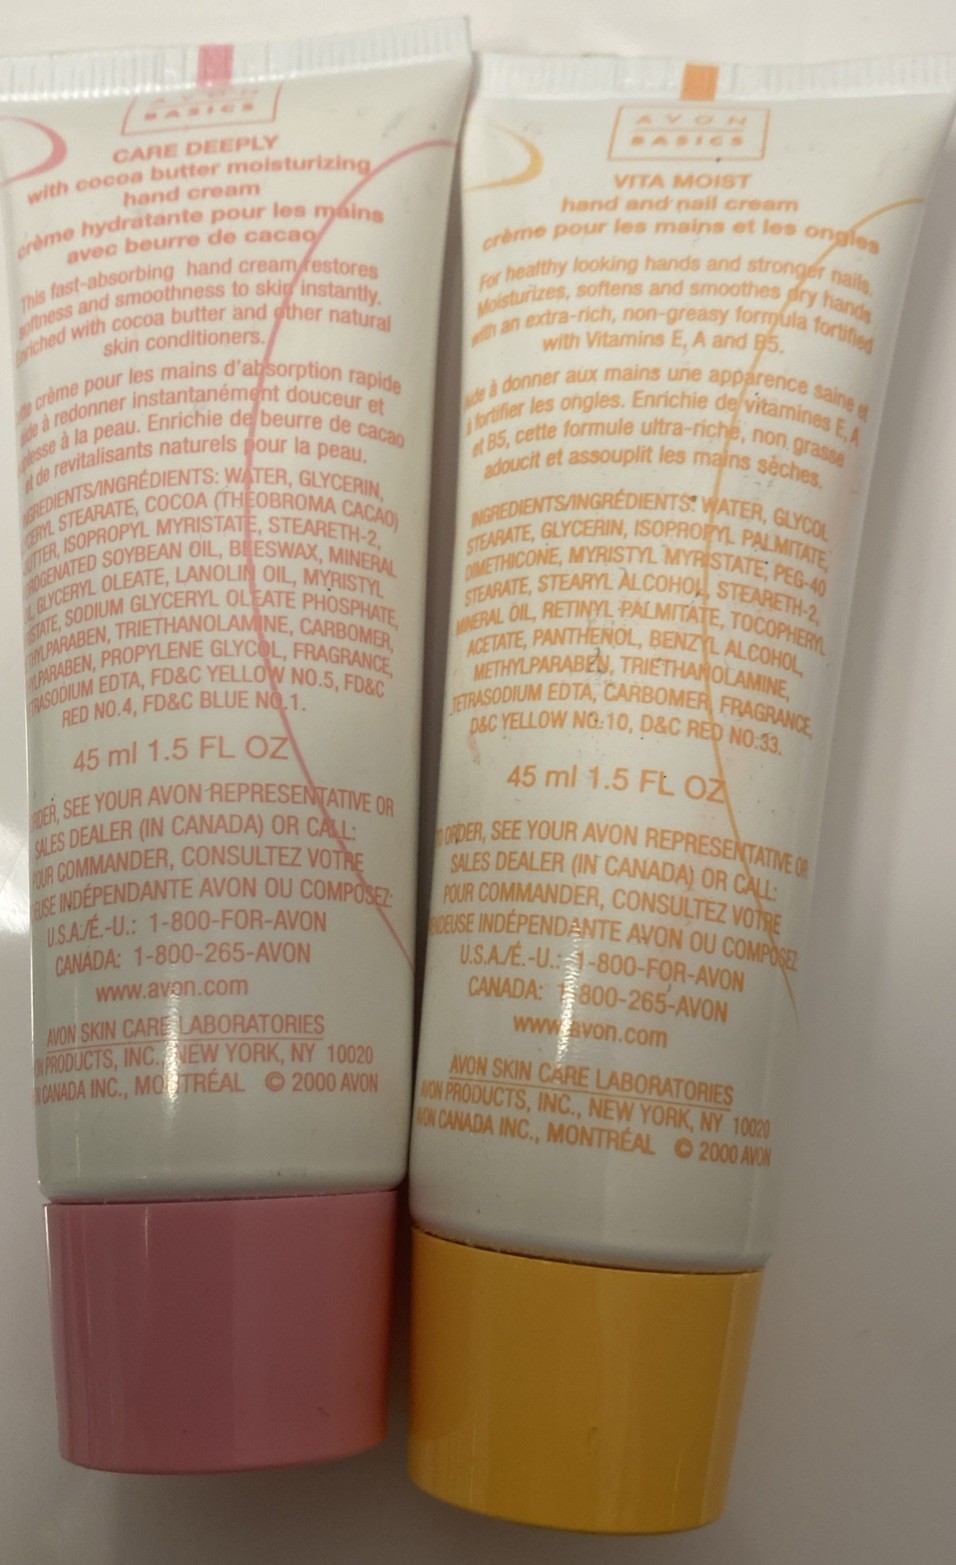 AVON
BASICS
CARE DEEPLY
with cocoa butter moisturizing
hand cream
crème hydratante pour les mains
avec beurre de cacao
This fast-absorbing hand cream restores
softness and smoothness to skin instantly.
Enriched with cocoa butter and other natural
skin conditioners.
crème pour les mains d'absorption rapide
à redonner instantanément douceur et
à la peau. Enrichie de beurre de cacao
et de revitalisants naturels pour la peau.
INGREDIENTS/INGRÉDIENTS: WATER, GLYCERIN,
STEARATE, COCOA (THEOBROMA CACAO)
BUTTER, ISOPROPYL MYRISTATE, STEARETH-2,
SOYBEAN OIL, BEESWAX, MINERAL
GLYCERYL OLEATE, LANOLIN OIL, MYRISTYL
SODIUM GLYCERYL OLEATE PHOSPHATE,
TRIETHANOLAMINE, CARBOMER,
PROPYLENE GLYCOL, FRAGRANCE,
EDTA, FD&C YELLOW NO.5, FD&C
RED NO.4, FD&C BLUE NO.1.
45 ml 1.5 FL OZ
SEE YOUR AVON REPRESENTATIVE OR
SALES DEALER (IN CANADA) OR CALL:
POUR COMMANDER, CONSULTEZ VOTRE
INDÉPENDANTE AVON OU COMPOSEZ:
U.S.A./É.-U.: 1-800-FOR-AVON
CANADA: 1-800-265-AVON
www.avon.com
AVON SKIN CARE LABORATORIES
PRODUCTS, INC., NEW YORK, NY 10020
CANADA INC., MONTRÉAL © 2000 AVON
AVON
BASICS
VITA MOIST
hand and nail cream
crème pour les mains et les ongles
For healthy looking hands and stronger nails.
Moisturizes, softens and smoothes dry hands
with an extra-rich, non-greasy formula fortified
with Vitamins E, A and B5.
Aide à donner aux mains une apparence saine et
à fortifier les ongles. Enrichie de vitamines E, A
et B5, cette formule ultra-riche, non grasse
adoucit et assouplit les mains sèches.
INGREDIENTS/INGRÉDIENTS: WATER, GLYCOL
STEARATE, GLYCERIN, ISOPROPYL PALMITATE,
DIMETHICONE, MYRISTYL MYRISTATE, PEG-40
STEARATE, STEARYL ALCOHOL, STEARETH-2,
MINERAL OIL, RETINYL PALMITATE, TOCOPHERYL
ACETATE, PANTHENOL, BENZYL ALCOHOL,
METHYLPARABEN, TRIETHANOLAMINE,
TETRASODIUM EDTA, CARBOMER, FRAGRANCE,
D&C YELLOW NO.10, D&C RED NO.33.
45 ml 1.5 FL OZ
TO ORDER, SEE YOUR AVON REPRESENTATIVE OR
SALES DEALER (IN CANADA) OR CALL:
POUR COMMANDER, CONSULTEZ VOTRE
INDÉPENDANTE AVON OU COMPOSEZ:
U.S.A./É.-U.: 1-800-FOR-AVON
CANADA: 1-800-265-AVON
www.avon.com
AVON SKIN CARE LABORATORIES
AVON PRODUCTS, INC., NEW YORK, NY 10020
AVON CANADA INC., MONTRÉAL © 2000 AVON